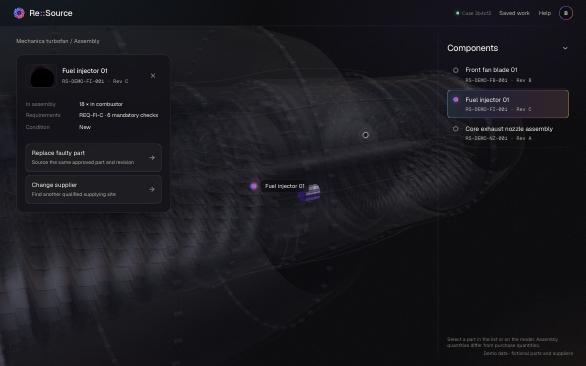 Re::Source
Saved work
Help
Mechanica turbofan / Assembly
Fuel injector 01
RS-DEMO-FI-001 · Rev C
In assembly 18 × in combustor
Requirements REQ-FI-C · 6 mandatory checks
Condition New
Replace faulty part
Source the same approved part and revision
Change supplier
Find another qualified supplying site
Fuel injector 01
Components
Front fan blade 01
RS-DEMO-FB-001 · Rev B
Fuel injector 01
RS-DEMO-FI-001 · Rev C
Core exhaust nozzle assembly
RS-DEMO-NZ-001 · Rev A
Select a part in the list or on the model. Assembly
quantities differ from purchase quantities.
Demo data · fictional parts and suppliers